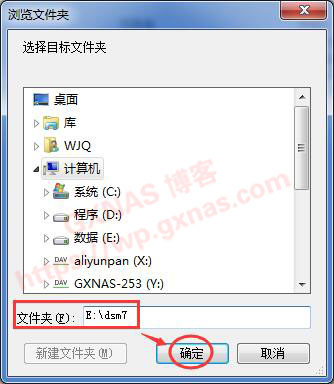 浏览文件夹
选择目标文件夹
桌面
库
WJQ
计算机
系统 (C:)
程序 (D:)
数据 (E:)
DAV aliyunpan (X:)
DAV GXNAS-253 (Y:)
GXNAS 博客
https://wp.gxnas.com
文件夹(F): E:\dsm7
新建文件夹(M) 确定 取消